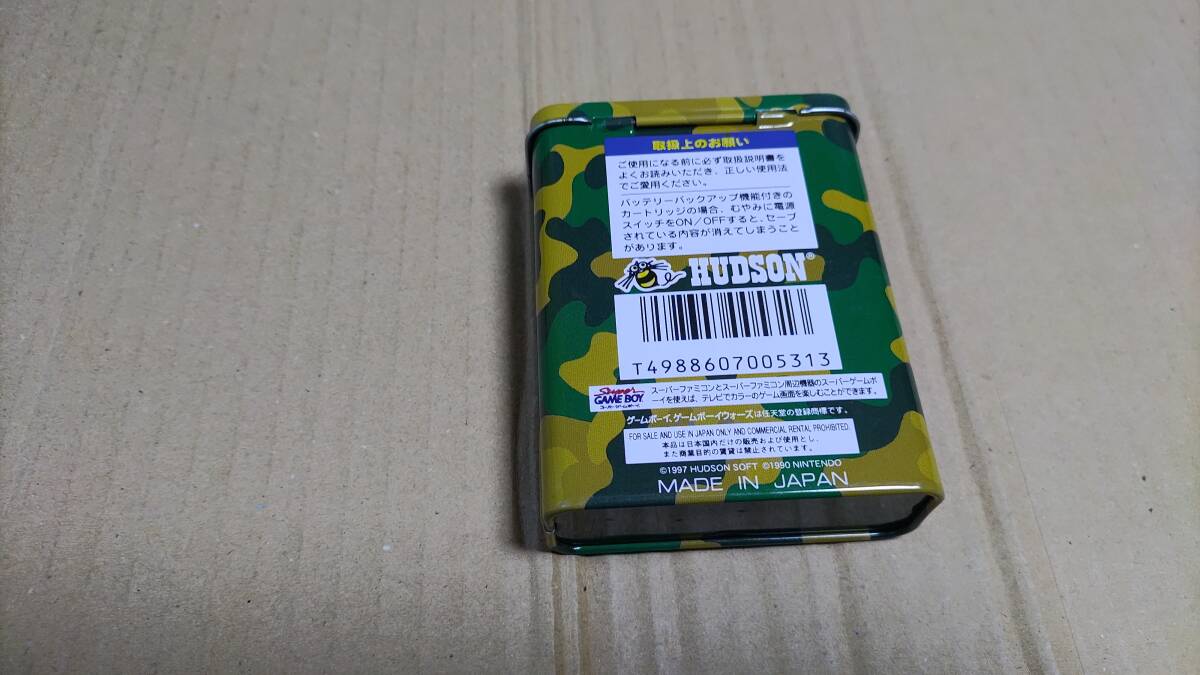 取扱上のお願い
ご使用になる前に必ず取扱説明書を
よくお読みいただき、正しい使用法
でご愛用ください。
バッテリーバックアップ機能付きの
カートリッジの場合、むやみに電源
スイッチをON/OFFすると、セーブ
されている内容が消えてしまうこと
があります。
HUDSON®
T4988607005313
Super GAME BOY
スーパーゲームボーイ
スーパーファミコンとスーパーファミコン周辺機器のスーパーゲームボ
ーイを使えば、テレビでカラーのゲーム画面を楽しむことができます。
ゲームボーイ、ゲームボーイウォーズは任天堂の登録商標です。
FOR SALE AND USE IN JAPAN ONLY AND COMMERCIAL RENTAL PROHIBITED.
本品は日本国内だけの販売および使用とし、
また商業目的の賃貸は禁止されています。
©1997 HUDSON SOFT ©1990 NINTENDO
MADE IN JAPAN